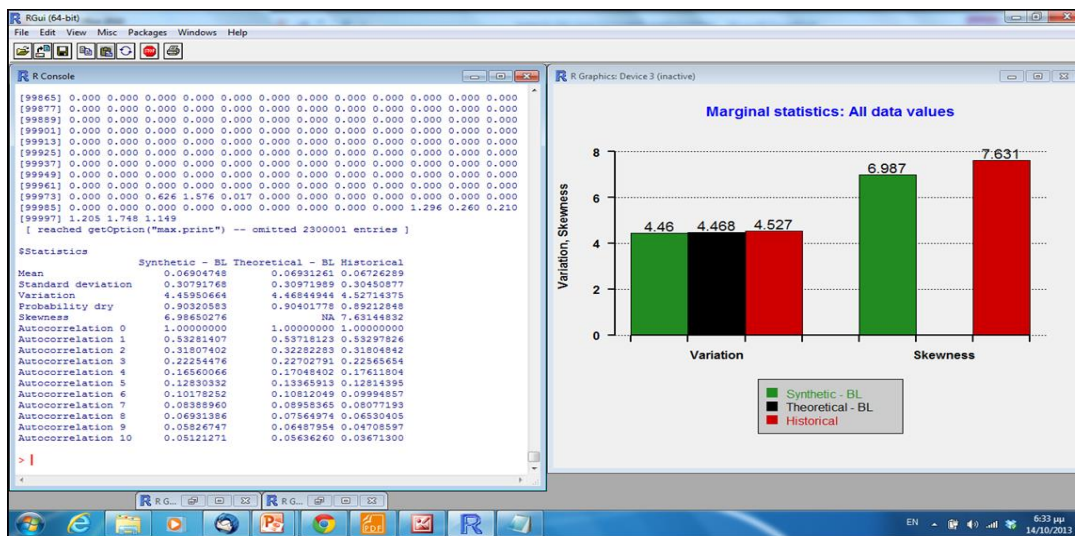 RGui (64-bit)
File Edit View Misc Packages Windows Help
R Console
[99865] 0.000 0.000 0.000 0.000 0.000 0.000 0.000 0.000 0.000 0.000 0.000 0.000
[99877] 0.000 0.000 0.000 0.000 0.000 0.000 0.000 0.000 0.000 0.000 0.000 0.000
[99889] 0.000 0.000 0.000 0.000 0.000 0.000 0.000 0.000 0.000 0.000 0.000 0.000
[99901] 0.000 0.000 0.000 0.000 0.000 0.000 0.000 0.000 0.000 0.000 0.000 0.000
[99913] 0.000 0.000 0.000 0.000 0.000 0.000 0.000 0.000 0.000 0.000 0.000 0.000
[99925] 0.000 0.000 0.000 0.000 0.000 0.000 0.000 0.000 0.000 0.000 0.000 0.000
[99937] 0.000 0.000 0.000 0.000 0.000 0.000 0.000 0.000 0.000 0.000 0.000 0.000
[99949] 0.000 0.000 0.000 0.000 0.000 0.000 0.000 0.000 0.000 0.000 0.000 0.000
[99961] 0.000 0.000 0.000 0.000 0.000 0.000 0.000 0.000 0.000 0.000 0.000 0.000
[99973] 0.000 0.000 0.626 1.576 0.017 0.000 0.000 0.000 0.000 0.000 0.000 0.000
[99985] 0.000 0.000 0.000 0.000 0.000 0.000 0.000 0.000 0.000 1.296 0.260 0.210
[99997] 1.205 1.748 1.149
[ reached getOption("max.print") -- omitted 2300001 entries ]
$Statistics
Synthetic - BL Theoretical - BL Historical
Mean 0.06904748 0.06931261 0.06726289
Standard deviation 0.30791768 0.30971989 0.30450877
Variation 4.45950664 4.46844944 4.52714375
Probability dry 0.90320583 0.90401778 0.89212848
Skewness 6.98650276 NA 7.63144832
Autocorrelation 0 1.00000000 1.00000000 1.00000000
Autocorrelation 1 0.53281407 0.53718123 0.53297826
Autocorrelation 2 0.31807402 0.32282283 0.31804842
Autocorrelation 3 0.22254476 0.22702791 0.22565654
Autocorrelation 4 0.16560066 0.17048402 0.17611804
Autocorrelation 5 0.12830332 0.13365913 0.12814395
Autocorrelation 6 0.10178252 0.10812049 0.09994857
Autocorrelation 7 0.08388960 0.08958365 0.08077193
Autocorrelation 8 0.06931386 0.07564974 0.06530405
Autocorrelation 9 0.05826747 0.06487954 0.04708597
Autocorrelation 10 0.05121271 0.05636260 0.03671300
>
R Graphics: Device 3 (inactive)
Marginal statistics: All data values
Variation, Skewness
8
6
4
2
0
4.46
4.468
4.527
6.987
7.631
Variation
Skewness
Synthetic - BL
Theoretical - BL
Historical
R G...
R G...
EN
6:33 μμ
14/10/2013